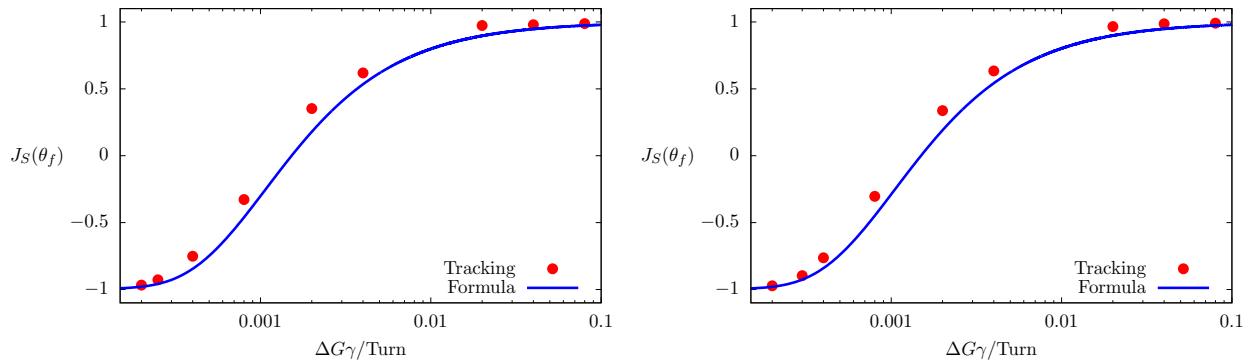 1
0.5
0
−0.5
−1
J_S(θ_f)
Tracking
Formula
0.001
0.01
0.1
ΔGγ/Turn
1
0.5
0
−0.5
−1
J_S(θ_f)
Tracking
Formula
0.001
0.01
0.1
ΔGγ/Turn